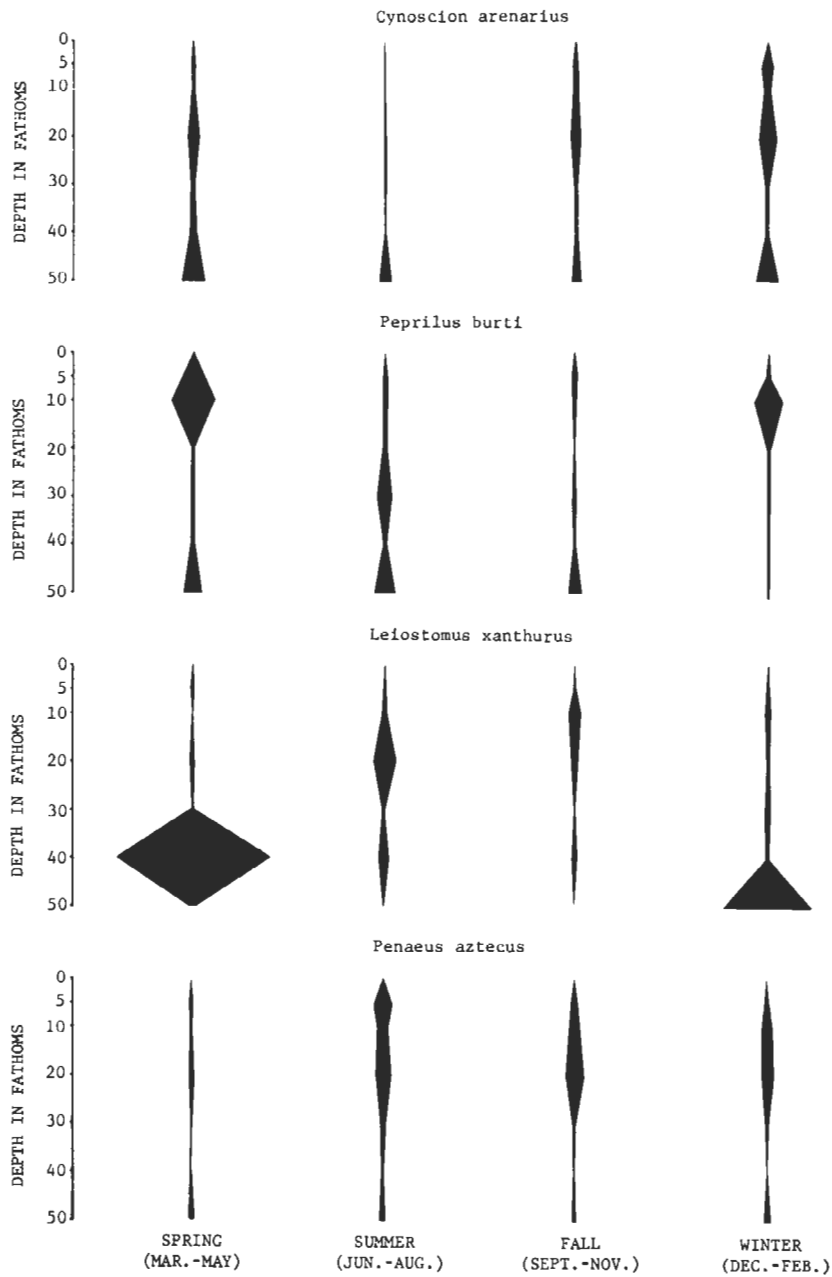 Cynoscion arenarius
DEPTH IN FATHOMS
0
5
10
20
30
40
50
Peprilus burti
DEPTH IN FATHOMS
0
5
10
20
30
40
50
Leiostomus xanthurus
DEPTH IN FATHOMS
0
5
10
20
30
40
50
Penaeus aztecus
DEPTH IN FATHOMS
0
5
10
20
30
40
50
SPRING SUMMER FALL WINTER
(MAR.-MAY) (JUN.-AUG.) (SEPT.-NOV.) (DEC.-FEB.)